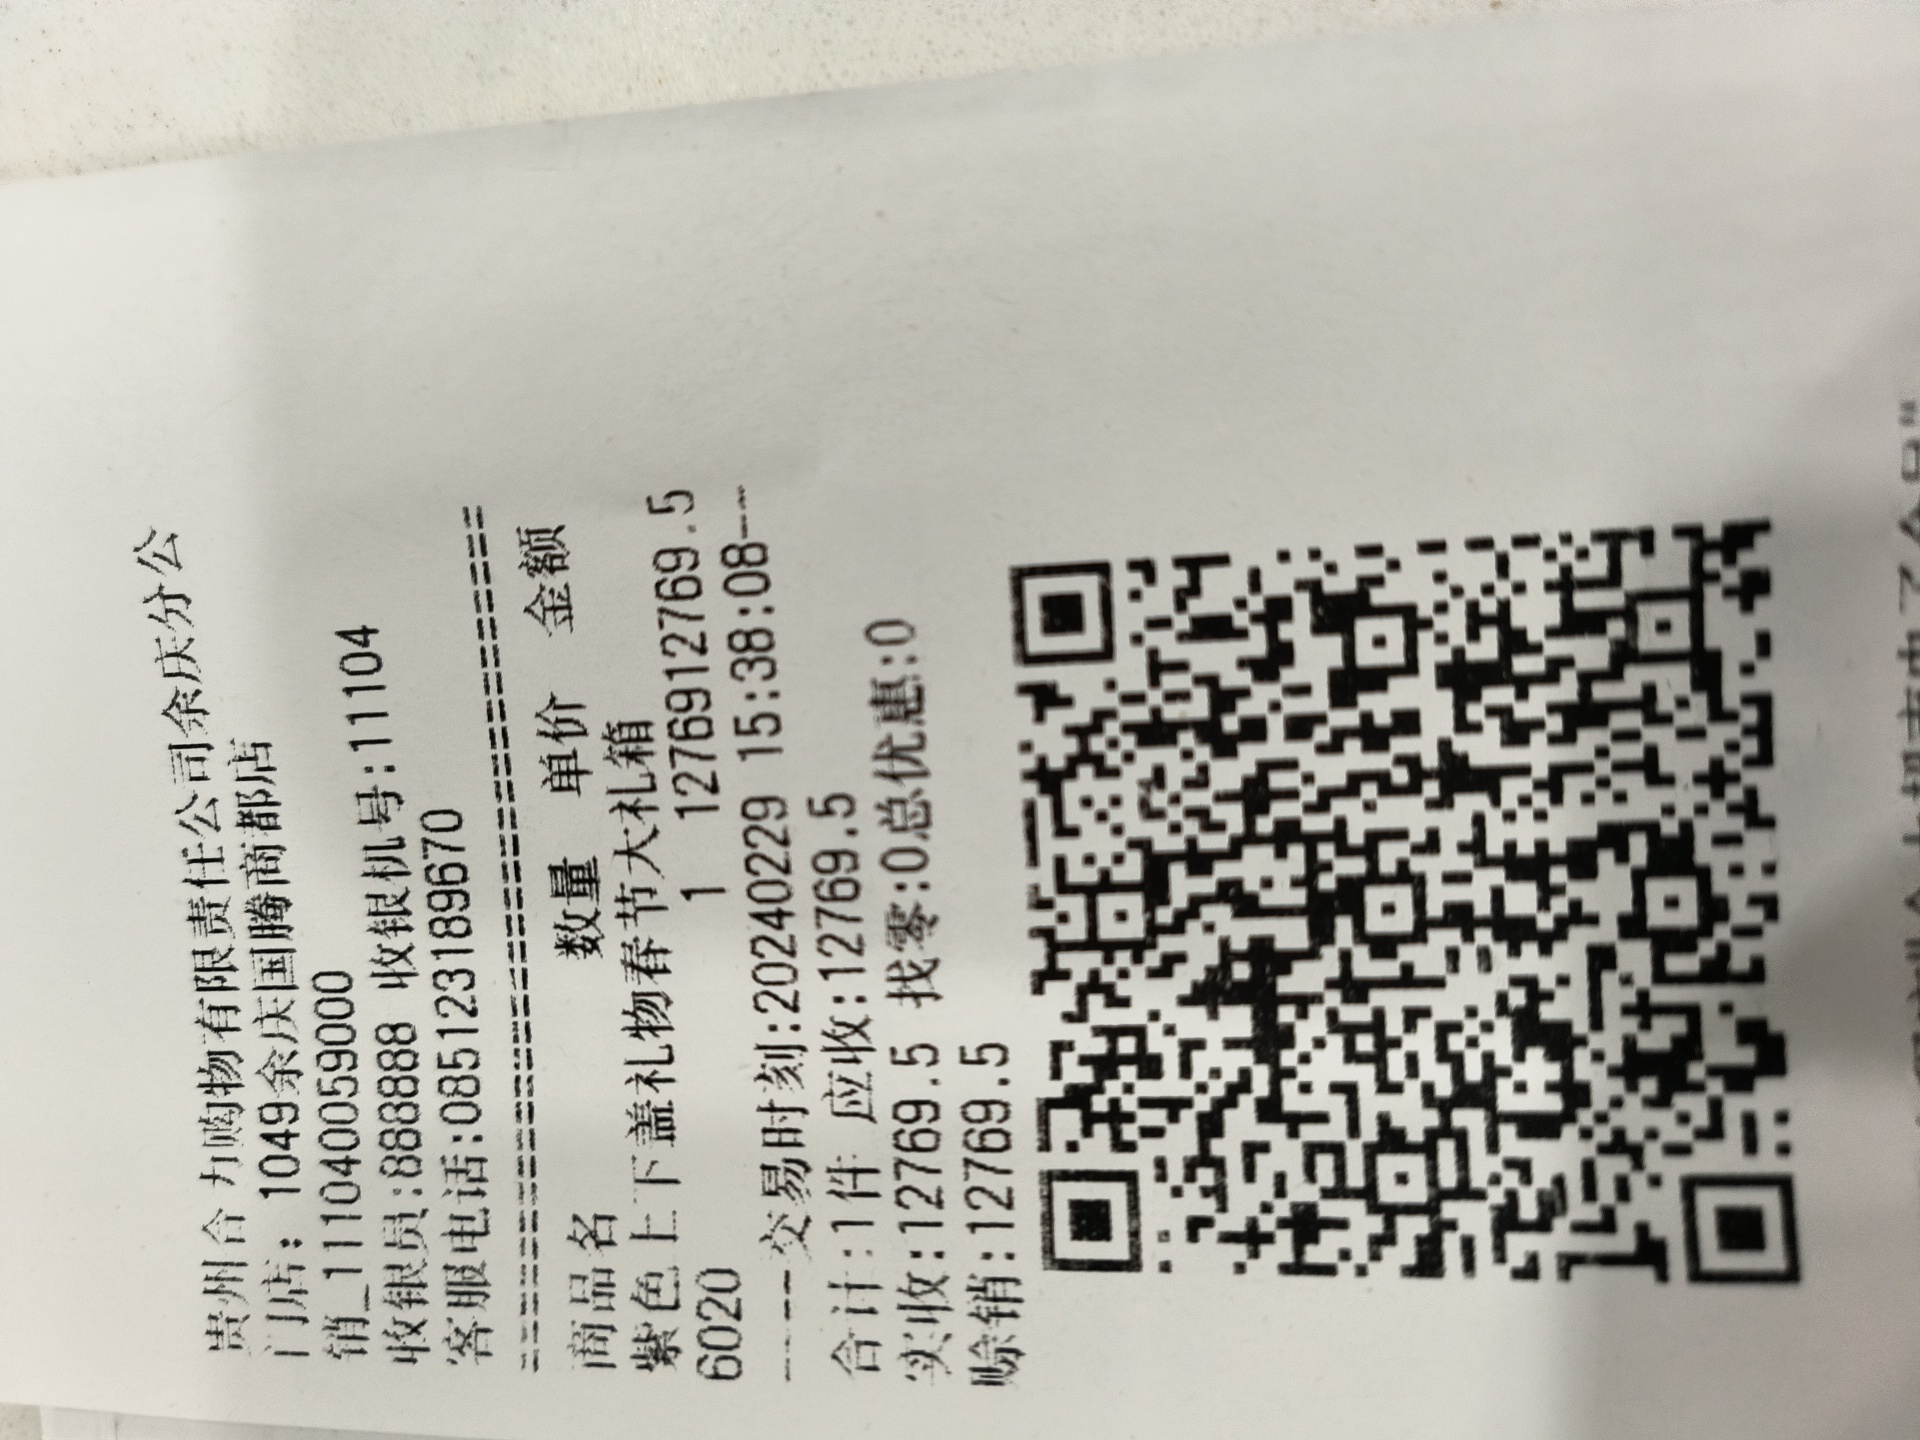 贵州合力购物有限责任公司余庆分公
门店: 1049余庆国腾商都店
销_111040059000
收银员:888888 收银机号:11104
客服电话:085123189670
==============================
商品名 数量 单价 金额
紫色上下盖礼物春节大礼箱
6020 1 1276912769.5
-----交易时刻:20240229 15:38:08---
合计:1件 应收:12769.5
实收:12769.5 找零:0总优惠:0
赊销:12769.5